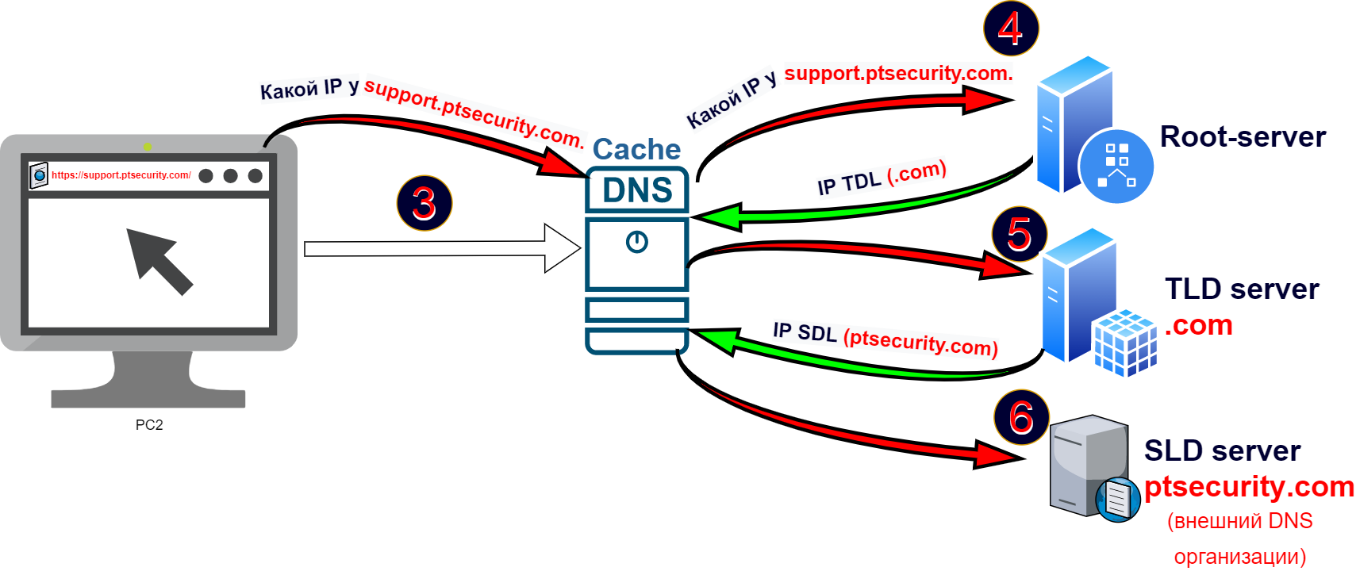 4
Какой IP у support.ptsecurity.com.
Какой IP у support.ptsecurity.com.
Root-server
Cache
DNS
https://support.ptsecurity.com/
IP TDL (.com)
3
5
TLD server
.com
IP SDL (ptsecurity.com)
6
PC2
SLD server
ptsecurity.com
(внешний DNS
организации)